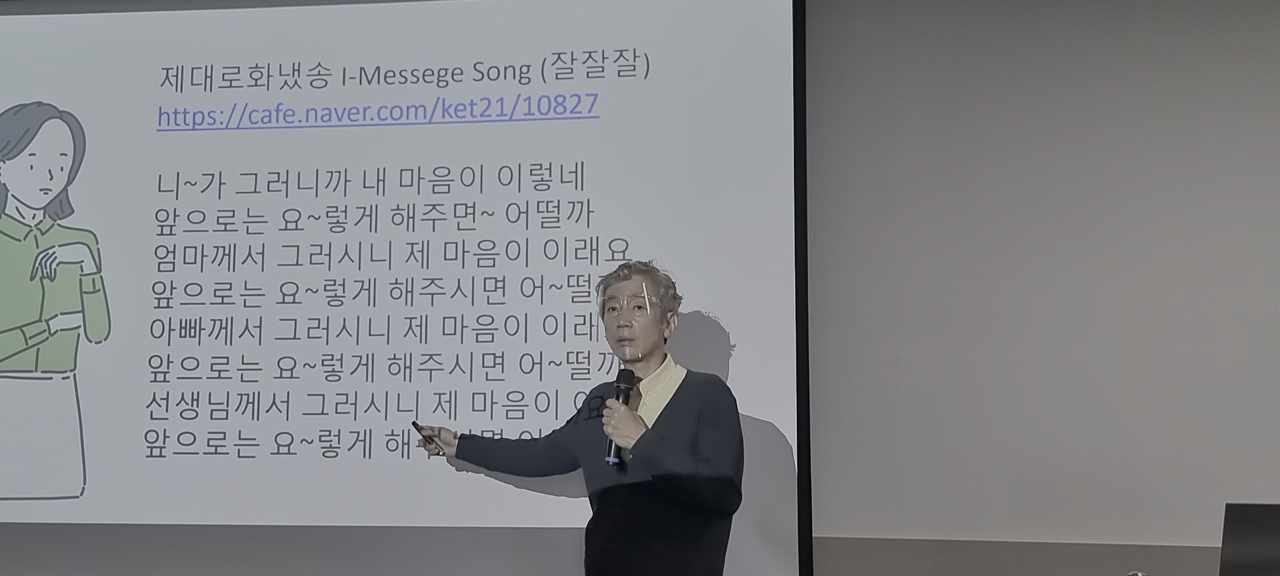 제대로화냈송 I-Messege Song (잘잘잘)
https://cafe.naver.com/ket21/10827
니~가 그러니까 내 마음이 이렇네
앞으로는 요~렇게 해주면~ 어떨까
엄마께서 그러시니 제 마음이 이래요
앞으로는 요~렇게 해주시면 어~떨
아빠께서 그러시니 제 마음이 이래
앞으로는 요~렇게 해주시면 어~떨까
선생님께서 그러시니 제 마음이
앞으로는 요~렇게 해